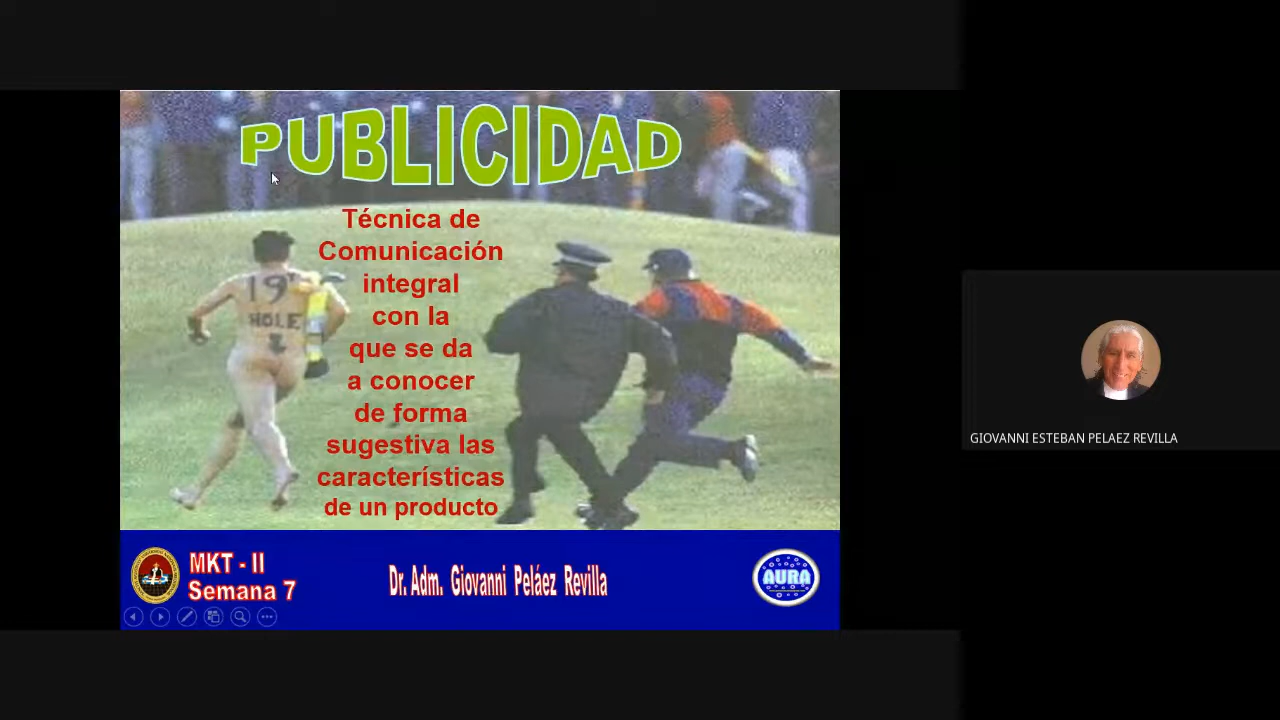 PUBLICIDAD
Técnica de
Comunicación
integral
con la
que se da
a conocer
de forma
sugestiva las
características
de un producto
19TH
HOLE
MKT - II
Semana 7
Dr. Adm. Giovanni Peláez Revilla
AURA
GIOVANNI ESTEBAN PELAEZ REVILLA